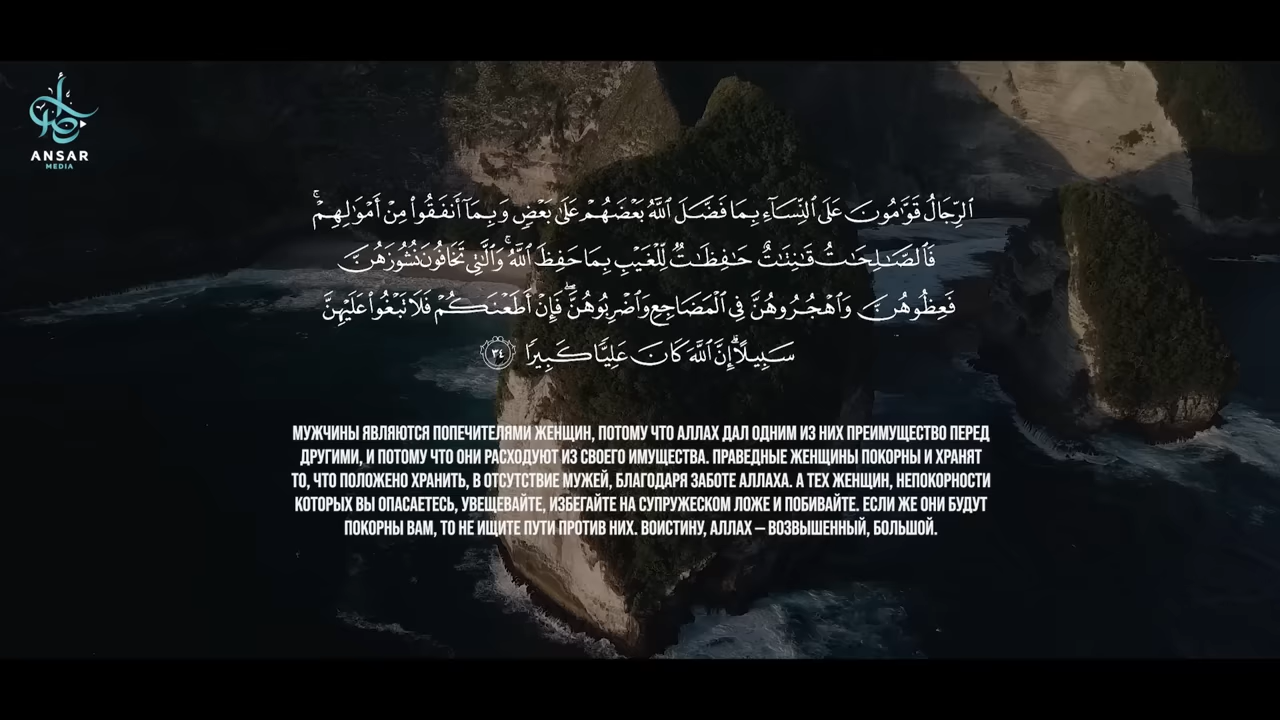 ANSAR
MEDIA
ٱلرِّجَالُ قَوَّٰمُونَ عَلَى ٱلنِّسَآءِ بِمَا فَضَّلَ ٱللَّهُ بَعْضَهُمْ عَلَىٰ بَعْضٍ وَبِمَآ أَنفَقُوا۟ مِنْ أَمْوَٰلِهِمْ ۚ
فَٱلصَّـٰلِحَـٰتُ قَـٰنِتَـٰتٌ حَـٰفِظَـٰتٌ لِّلْغَيْبِ بِمَا حَفِظَ ٱللَّهُ ۚ وَٱلَّـٰتِى تَخَافُونَ نُشُوزَهُنَّ
فَعِظُوهُنَّ وَٱهْجُرُوهُنَّ فِى ٱلْمَضَاجِعِ وَٱضْرِبُوهُنَّ ۖ فَإِنْ أَطَعْنَكُمْ فَلَا تَبْغُوا۟ عَلَيْهِنَّ
سَبِيلًا ۗ إِنَّ ٱللَّهَ كَانَ عَلِيًّا كَبِيرًا ٣٤
МУЖЧИНЫ ЯВЛЯЮТСЯ ПОПЕЧИТЕЛЯМИ ЖЕНЩИН, ПОТОМУ ЧТО АЛЛАХ ДАЛ ОДНИМ ИЗ НИХ ПРЕИМУЩЕСТВО ПЕРЕД
ДРУГИМИ, И ПОТОМУ ЧТО ОНИ РАСХОДУЮТ ИЗ СВОЕГО ИМУЩЕСТВА. ПРАВЕДНЫЕ ЖЕНЩИНЫ ПОКОРНЫ И ХРАНЯТ
ТО, ЧТО ПОЛОЖЕНО ХРАНИТЬ, В ОТСУТСТВИЕ МУЖЕЙ, БЛАГОДАРЯ ЗАБОТЕ АЛЛАХА. А ТЕХ ЖЕНЩИН, НЕПОКОРНОСТИ
КОТОРЫХ ВЫ ОПАСАЕТЕСЬ, УВЕЩЕВАЙТЕ, ИЗБЕГАЙТЕ НА СУПРУЖЕСКОМ ЛОЖЕ И ПОБИВАЙТЕ. ЕСЛИ ЖЕ ОНИ БУДУТ
ПОКОРНЫ ВАМ, ТО НЕ ИЩИТЕ ПУТИ ПРОТИВ НИХ. ВОИСТИНУ, АЛЛАХ – ВОЗВЫШЕННЫЙ, БОЛЬШОЙ.